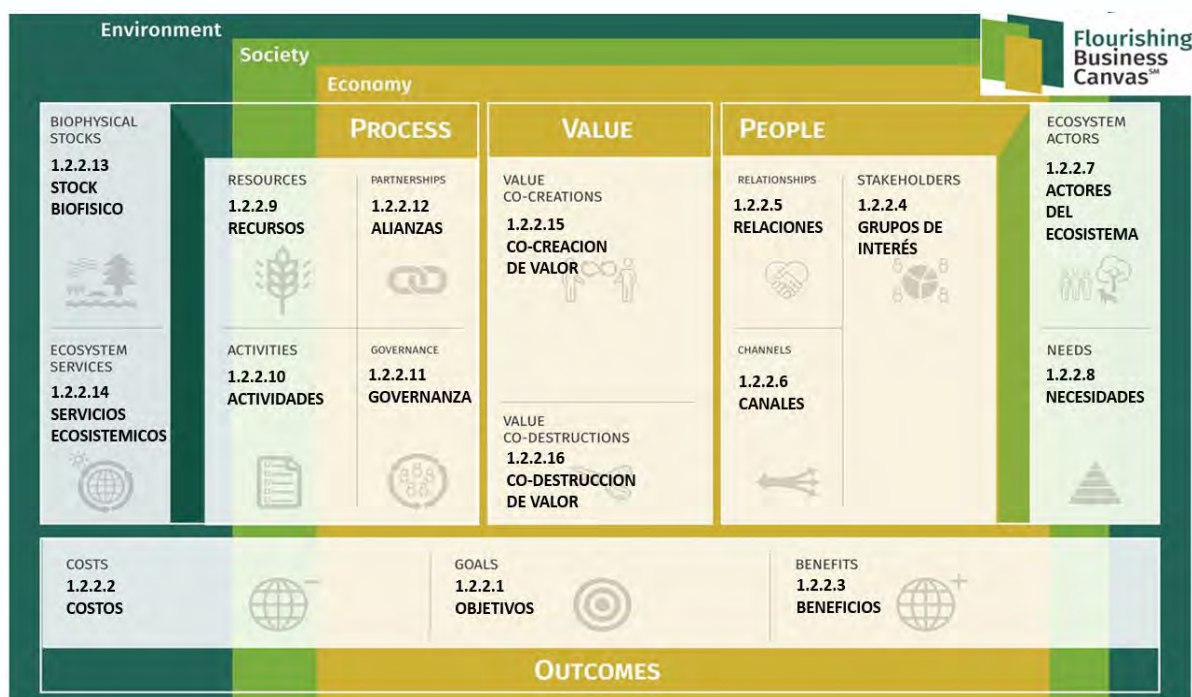 Environment
Society
Economy
Flourishing
Business
Canvas℠
PROCESS
VALUE
PEOPLE
BIOPHYSICAL
STOCKS
1.2.2.13
STOCK
BIOFISICO
RESOURCES
1.2.2.9
RECURSOS
PARTNERSHIPS
1.2.2.12
ALIANZAS
VALUE
CO-CREATIONS
1.2.2.15
CO-CREACION
DE VALOR
RELATIONSHIPS
1.2.2.5
RELACIONES
STAKEHOLDERS
1.2.2.4
GRUPOS DE
INTERÉS
ECOSYSTEM
ACTORS
1.2.2.7
ACTORES
DEL
ECOSISTEMA
ECOSYSTEM
SERVICES
1.2.2.14
SERVICIOS
ECOSISTEMICOS
ACTIVITIES
1.2.2.10
ACTIVIDADES
GOVERNANCE
1.2.2.11
GOVERNANZA
VALUE
CO-DESTRUCTIONS
1.2.2.16
CO-DESTRUCCION
DE VALOR
CHANNELS
1.2.2.6
CANALES
NEEDS
1.2.2.8
NECESIDADES
COSTS
1.2.2.2
COSTOS
GOALS
1.2.2.1
OBJETIVOS
BENEFITS
1.2.2.3
BENEFICIOS
OUTCOMES